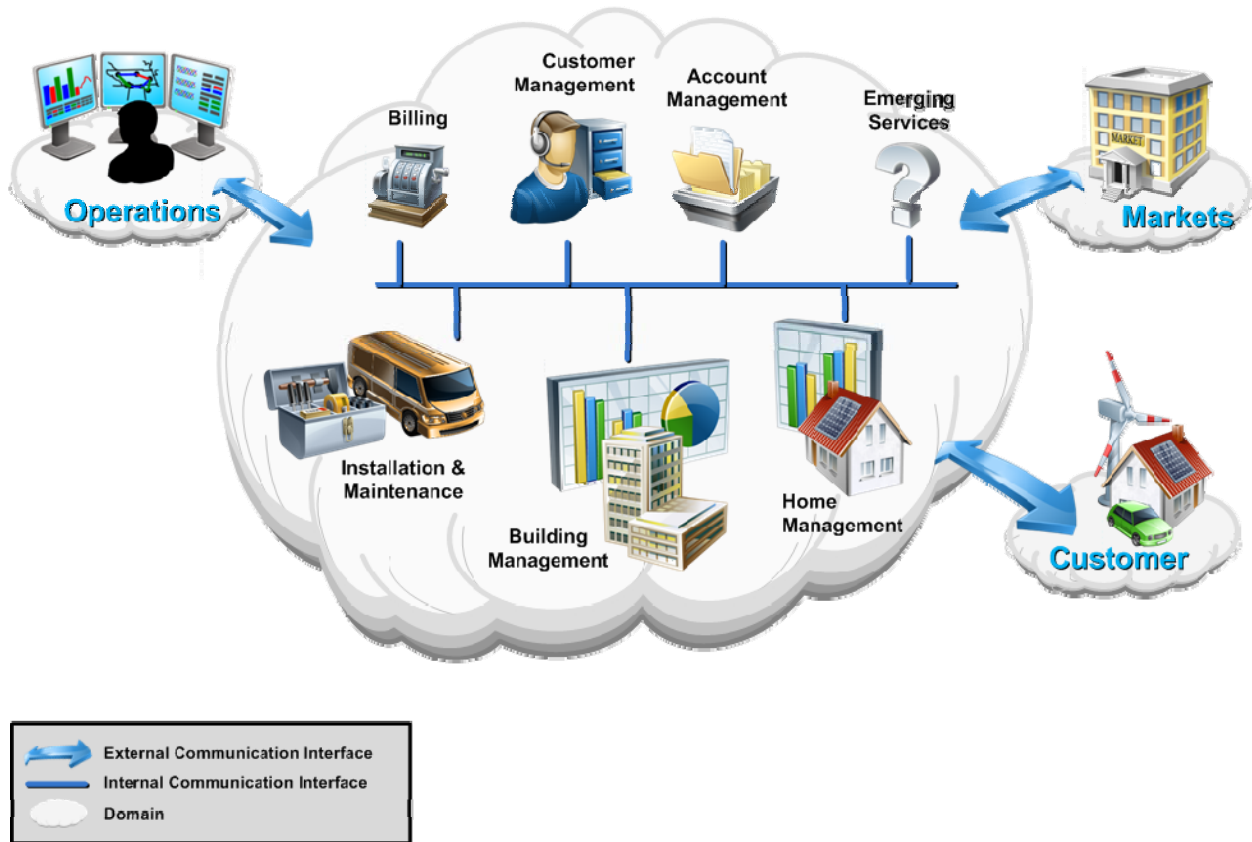 Customer
Management
Account
Management
Emerging
Services
Billing
MARKET
Operations
Markets
Installation &
Maintenance
Building
Management
Home
Management
Customer
External Communication Interface
Internal Communication Interface
Domain